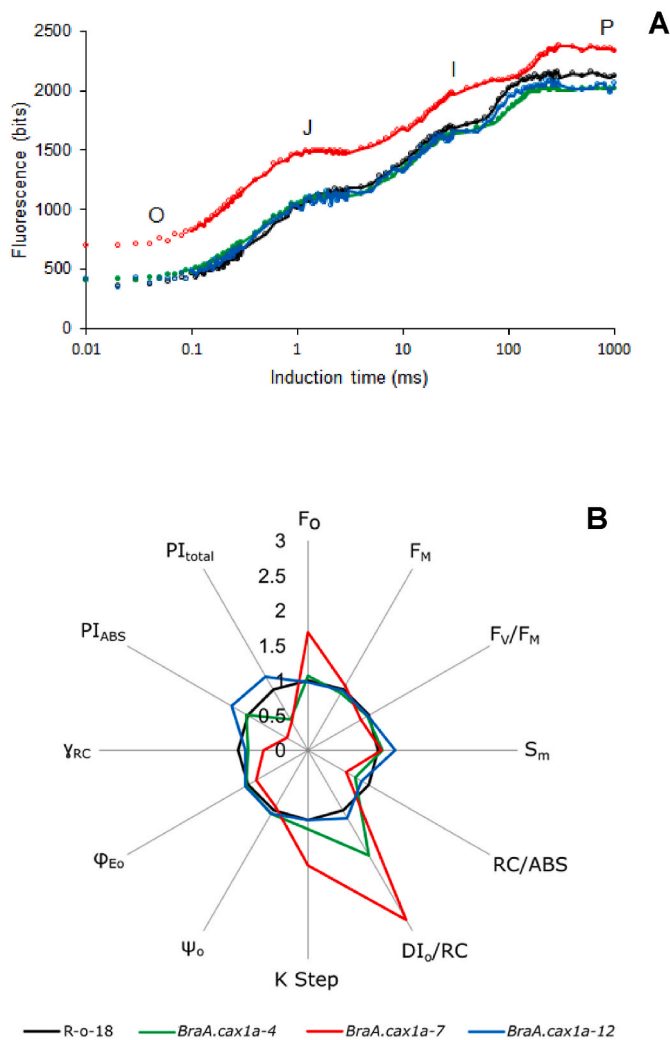 A
2500
2000
1500
1000
500
0
Fluorescence (bits)
O
J
I
P
0.01 0.1 1 10 100 1000
Induction time (ms)
B
Fo
FM
FV/FM
Sm
RC/ABS
DIo/RC
K Step
Ψo
φEo
ɣRC
PIABS
PItotal
3
2.5
2
1.5
1
0.5
0
R-o-18 BraA.cax1a-4 BraA.cax1a-7 BraA.cax1a-12